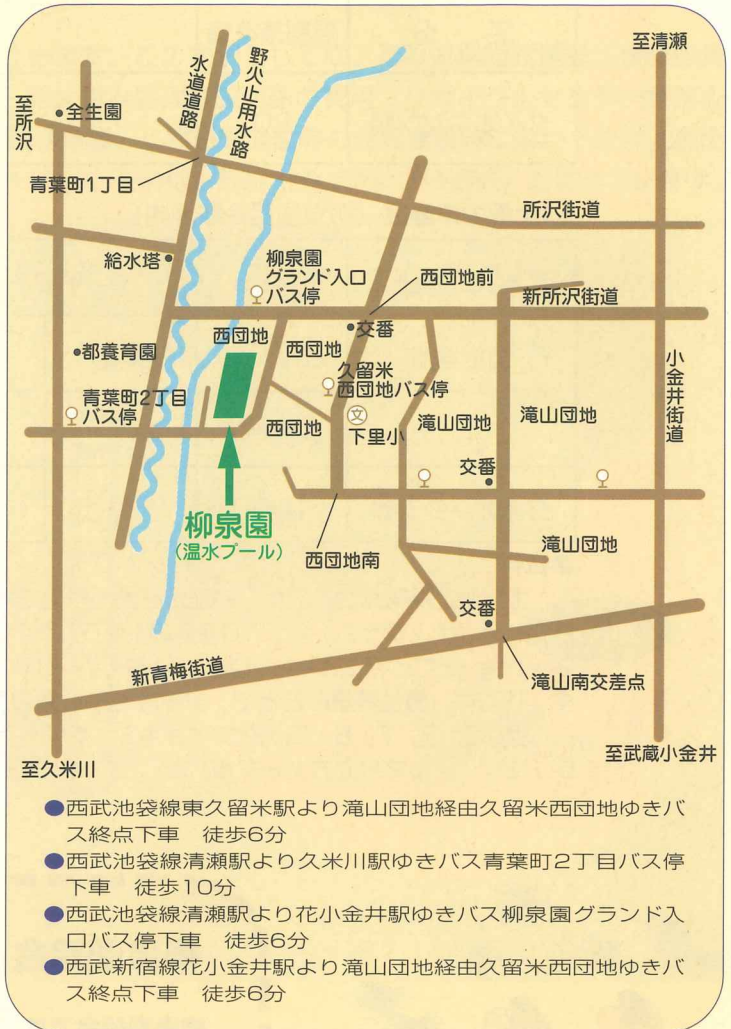 至清瀬
野火止用水路
水道道路
至所沢
全生園
青葉町1丁目
所沢街道
給水塔
柳泉園
グランド入口
バス停
西団地前
新所沢街道
交番
西団地
西団地
都養育園
久留米
西団地バス停
小金井街道
青葉町2丁目
バス停
西団地
文
下里小
滝山団地
滝山団地
交番
柳泉園
(温水プール)
西団地南
滝山団地
交番
新青梅街道
滝山南交差点
至久米川
至武蔵小金井
●西武池袋線東久留米駅より滝山団地経由久留米西団地ゆきバ
ス終点下車 徒歩6分
●西武池袋線清瀬駅より久米川駅ゆきバス青葉町2丁目バス停
下車 徒歩10分
●西武池袋線清瀬駅より花小金井駅ゆきバス柳泉園グランド入
口バス停下車 徒歩6分
●西武新宿線花小金井駅より滝山団地経由久留米西団地ゆきバ
ス終点下車 徒歩6分